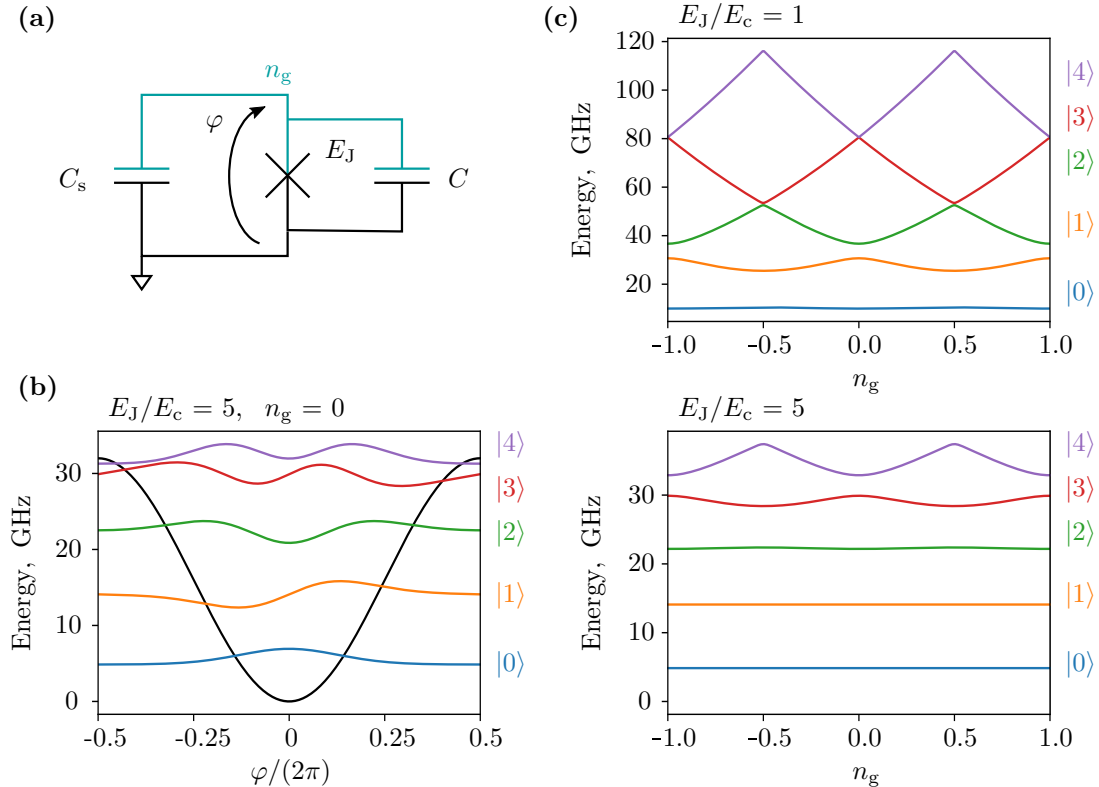 (a)
n_g
φ
E_J
C_s
C
(b)
E_J/E_c = 5, n_g = 0
Energy, GHz
30
20
10
0
-0.5
-0.25
0
0.25
0.5
φ/(2π)
|4⟩
|3⟩
|2⟩
|1⟩
|0⟩
(c)
E_J/E_c = 1
Energy, GHz
120
100
80
60
40
20
-1.0
-0.5
0.0
0.5
1.0
n_g
|4⟩
|3⟩
|2⟩
|1⟩
|0⟩
E_J/E_c = 5
Energy, GHz
30
20
10
0
-1.0
-0.5
0.0
0.5
1.0
n_g
|4⟩
|3⟩
|2⟩
|1⟩
|0⟩